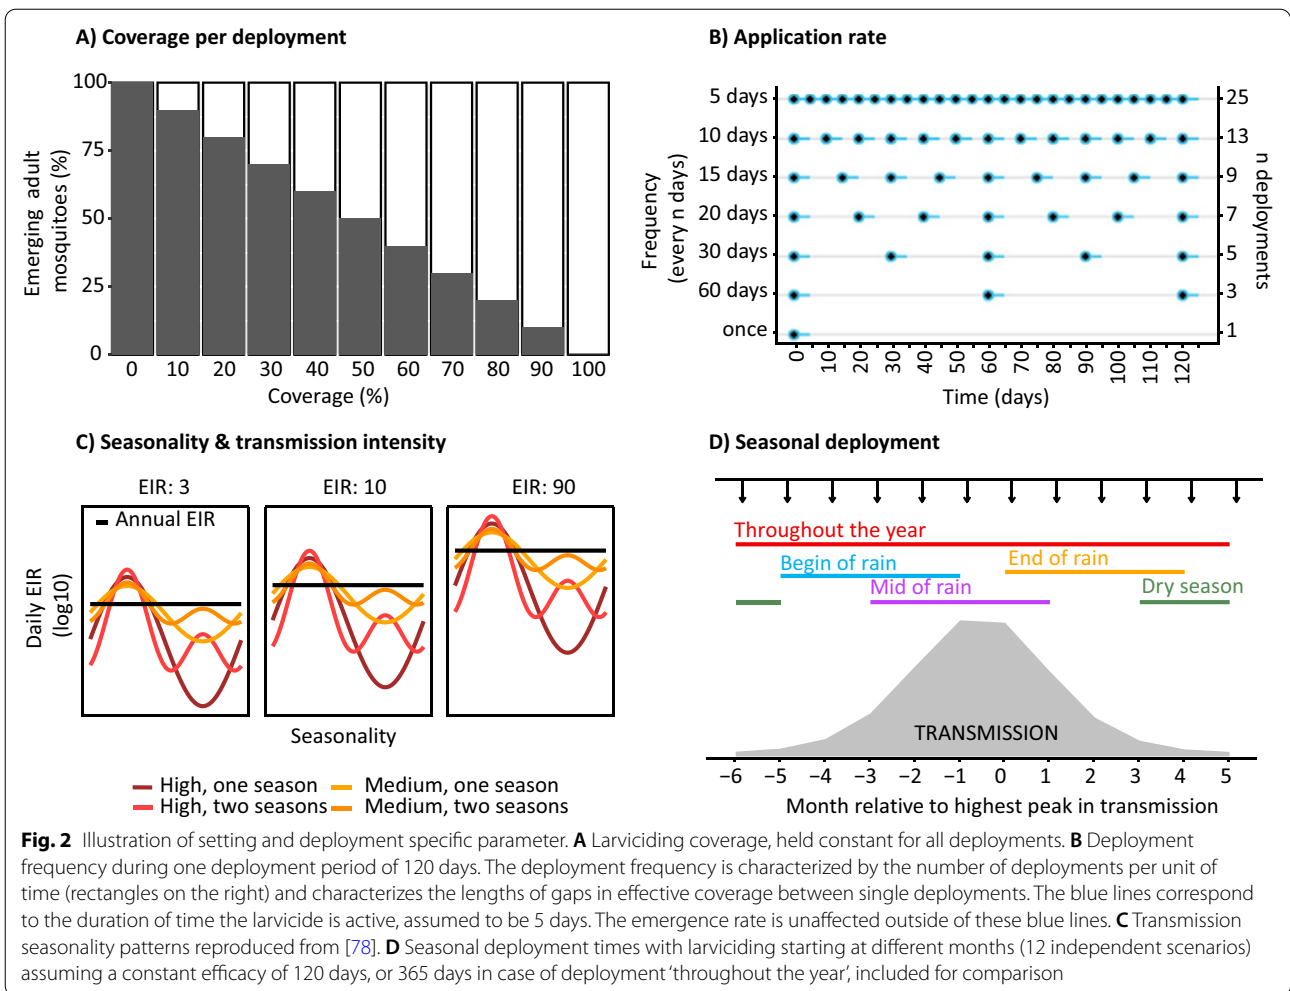 A) Coverage per deployment
100
75
50
25
0
Emerging adult
mosquitoes (%)
0 10 20 30 40 50 60 70 80 90 100
Coverage (%)
B) Application rate
5 days
10 days
15 days
20 days
30 days
60 days
once
Frequency
(every n days)
25
13
9
7
5
3
1
n deployments
0 10 20 30 40 50 60 70 80 90 100 110 120
Time (days)
C) Seasonality & transmission intensity
EIR: 3 EIR: 10 EIR: 90
Annual EIR
Daily EIR
(log10)
Seasonality
High, one season Medium, one season
High, two seasons Medium, two seasons
D) Seasonal deployment
Throughout the year
Begin of rain End of rain
Mid of rain Dry season
TRANSMISSION
−6 −5 −4 −3 −2 −1 0 1 2 3 4 5
Month relative to highest peak in transmission
Fig. 2 Illustration of setting and deployment specific parameter. A Larviciding coverage, held constant for all deployments. B Deployment
frequency during one deployment period of 120 days. The deployment frequency is characterized by the number of deployments per unit of
time (rectangles on the right) and characterizes the lengths of gaps in effective coverage between single deployments. The blue lines correspond
to the duration of time the larvicide is active, assumed to be 5 days. The emergence rate is unaffected outside of these blue lines. C Transmission
seasonality patterns reproduced from [78]. D Seasonal deployment times with larviciding starting at different months (12 independent scenarios)
assuming a constant efficacy of 120 days, or 365 days in case of deployment ‘throughout the year’, included for comparison